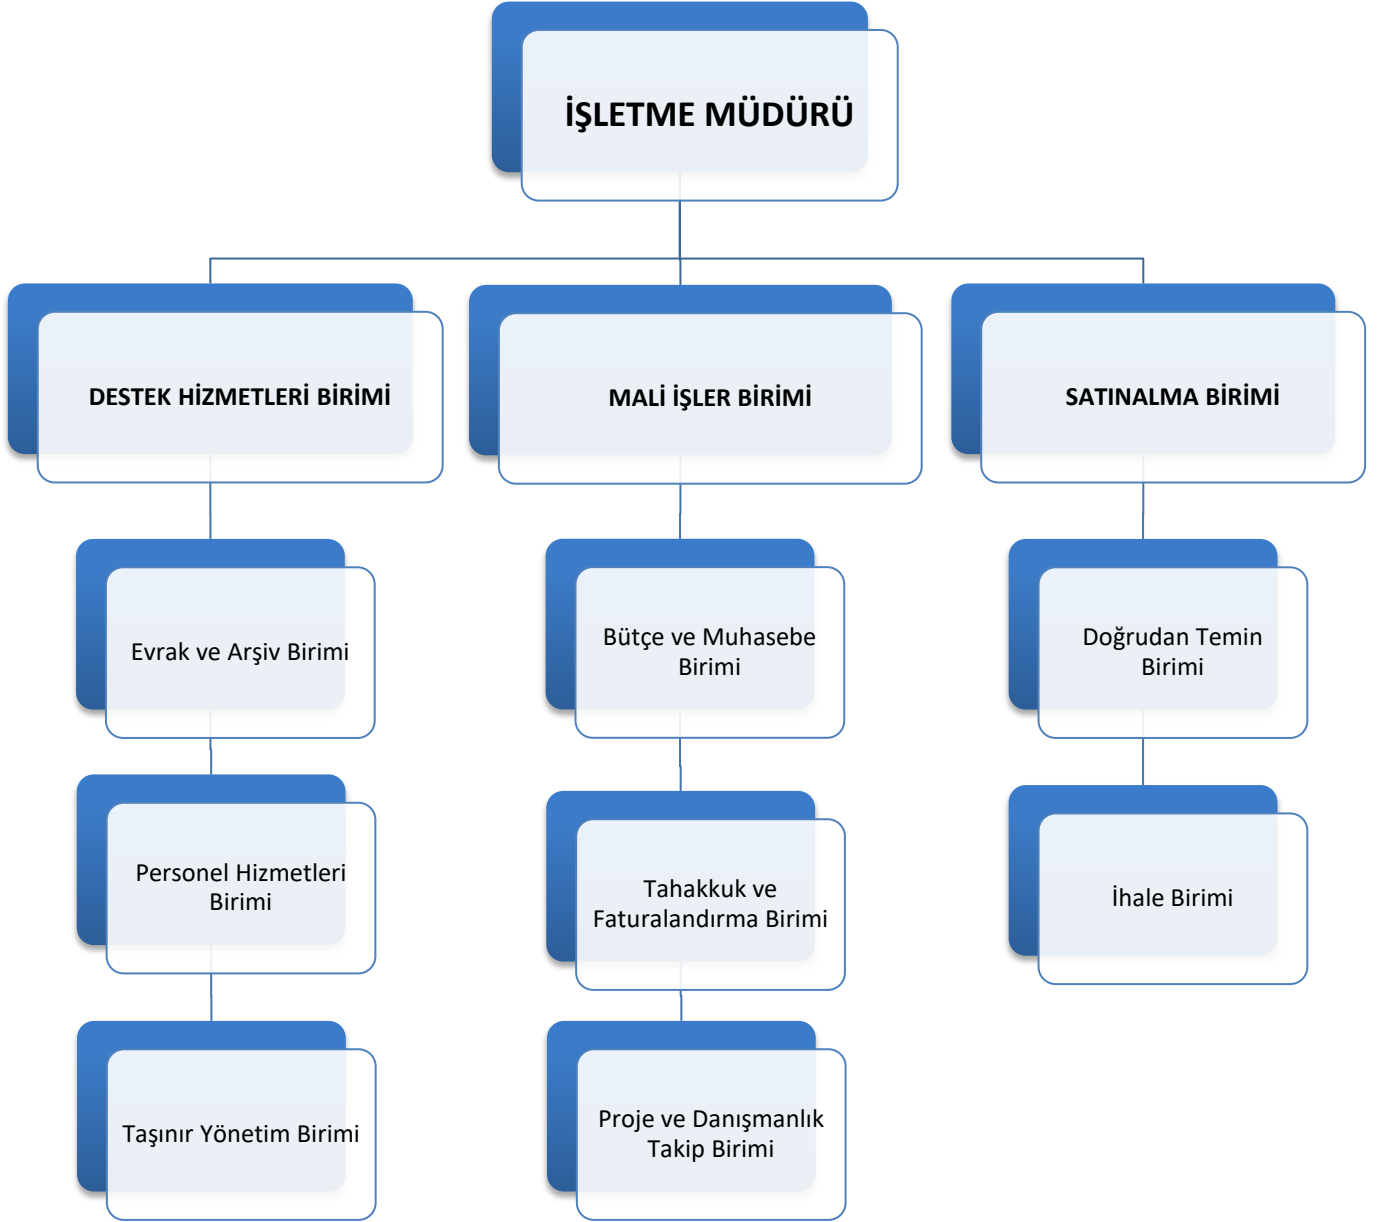 İŞLETME MÜDÜRÜ
DESTEK HİZMETLERİ BİRİMİ
MALİ İŞLER BİRİMİ
SATINALMA BİRİMİ
Evrak ve Arşiv Birimi
Bütçe ve Muhasebe
Birimi
Doğrudan Temin
Birimi
Personel Hizmetleri
Birimi
Tahakkuk ve
Faturalandırma Birimi
İhale Birimi
Taşınır Yönetim Birimi
Proje ve Danışmanlık
Takip Birimi